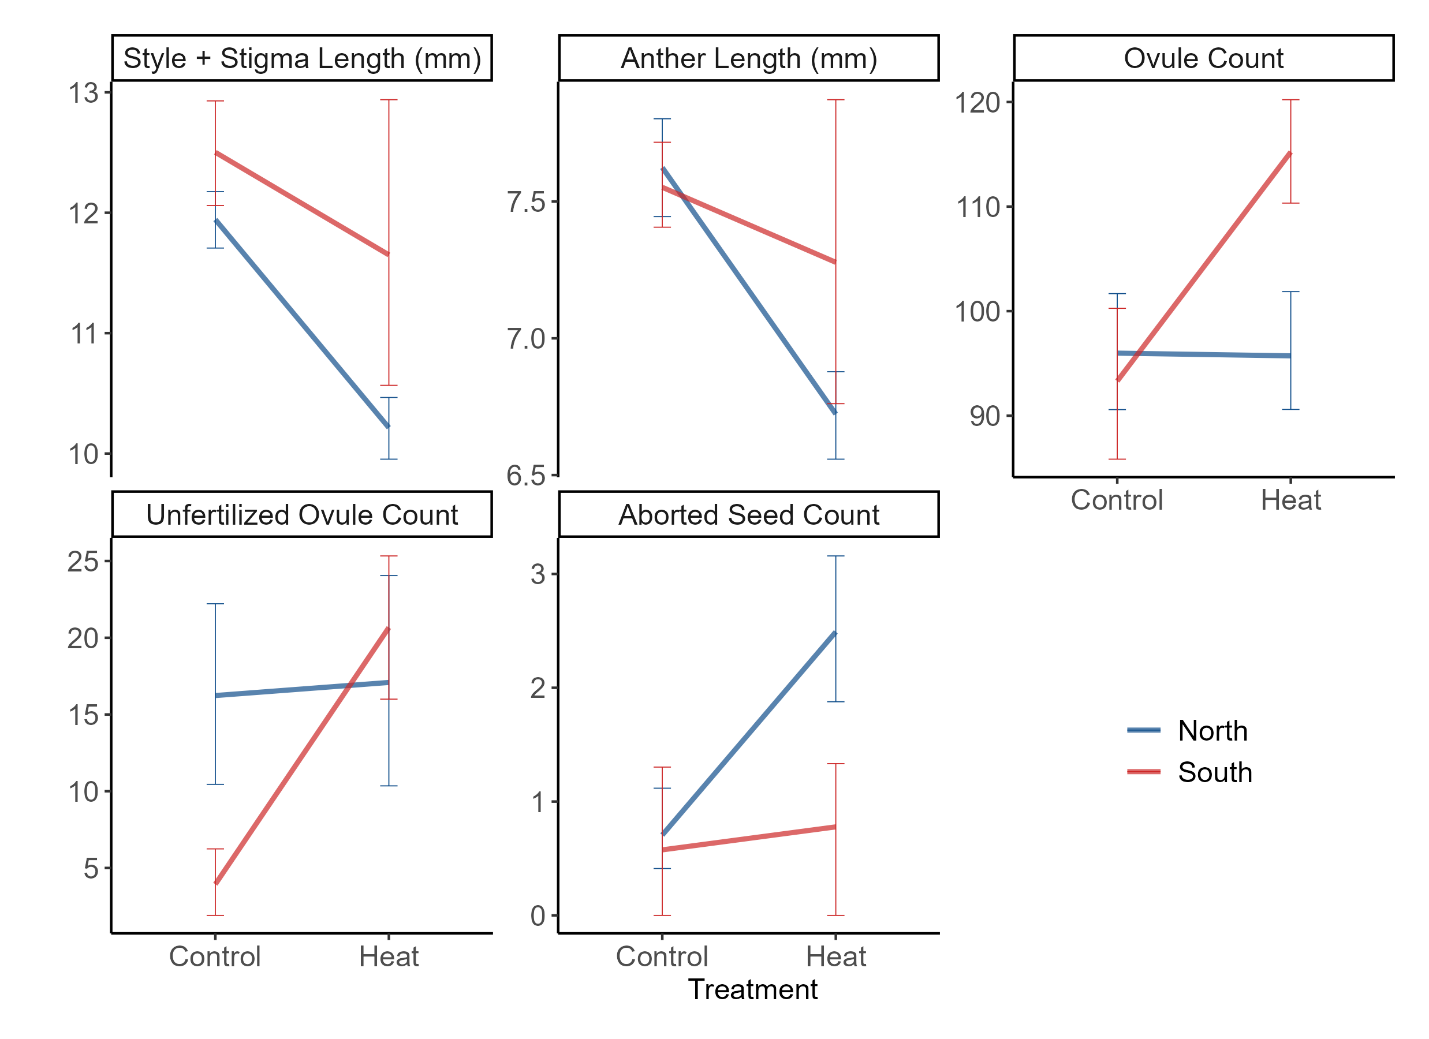 Style + Stigma Length (mm)
Anther Length (mm)
Ovule Count
13
12
11
10
7.5
7.0
6.5
120
110
100
90
Control
Heat
Unfertilized Ovule Count
Aborted Seed Count
25
20
15
10
5
3
2
1
0
North
South
Control
Heat
Control
Heat
Treatment